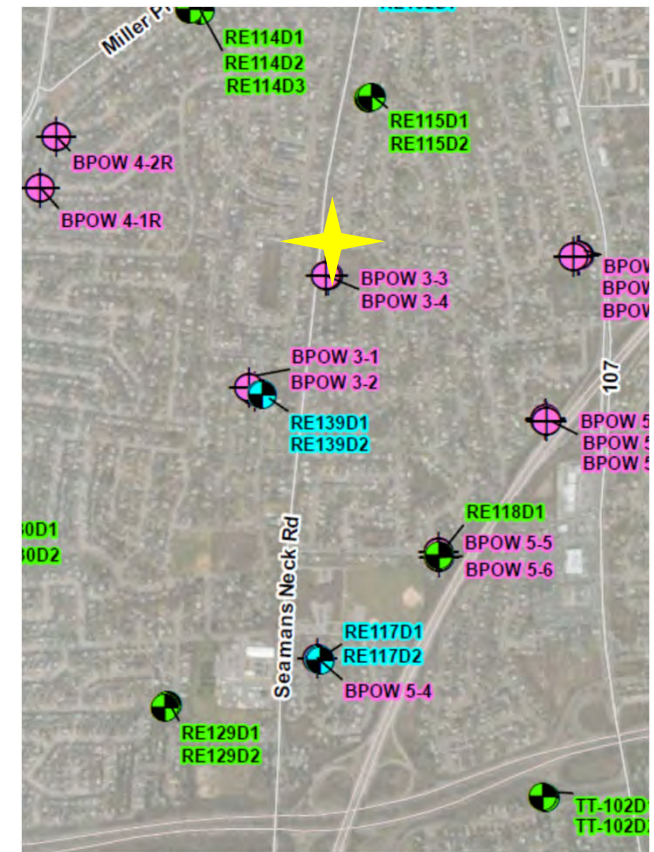 RE114D1
RE114D2
RE114D3
RE115D1
RE115D2
BPOW 4-2R
BPOW 4-1R
BPOW 3-3
BPOW 3-4
BPOW 3-1
BPOW 3-2
RE139D1
RE139D2
107
RE118D1
BPOW 5-5
BPOW 5-6
Seamans Neck Rd
RE117D1
RE117D2
BPOW 5-4
RE129D1
RE129D2
Miller
BPOW
BPOW
BPOW
BPOW 5
BPOW 5
BPOW 5
0D1
0D2
TT-102D
TT-102D